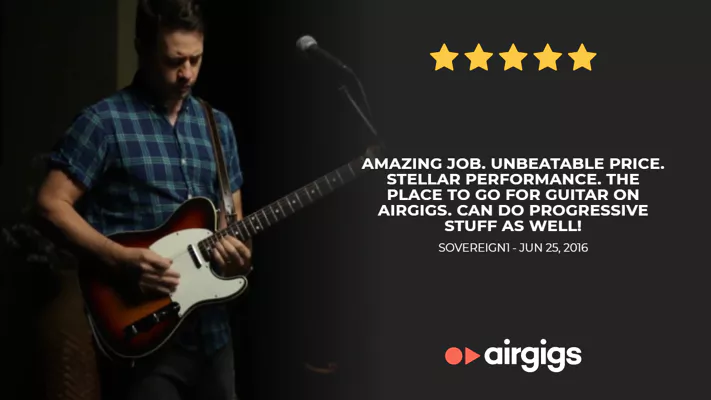 AMAZING JOB. UNBEATABLE PRICE.
STELLAR PERFORMANCE. THE
PLACE TO GO FOR GUITAR ON
AIRGIGS. CAN DO PROGRESSIVE
STUFF AS WELL!
SOVEREIGN1 - JUN 25, 2016
airgigs